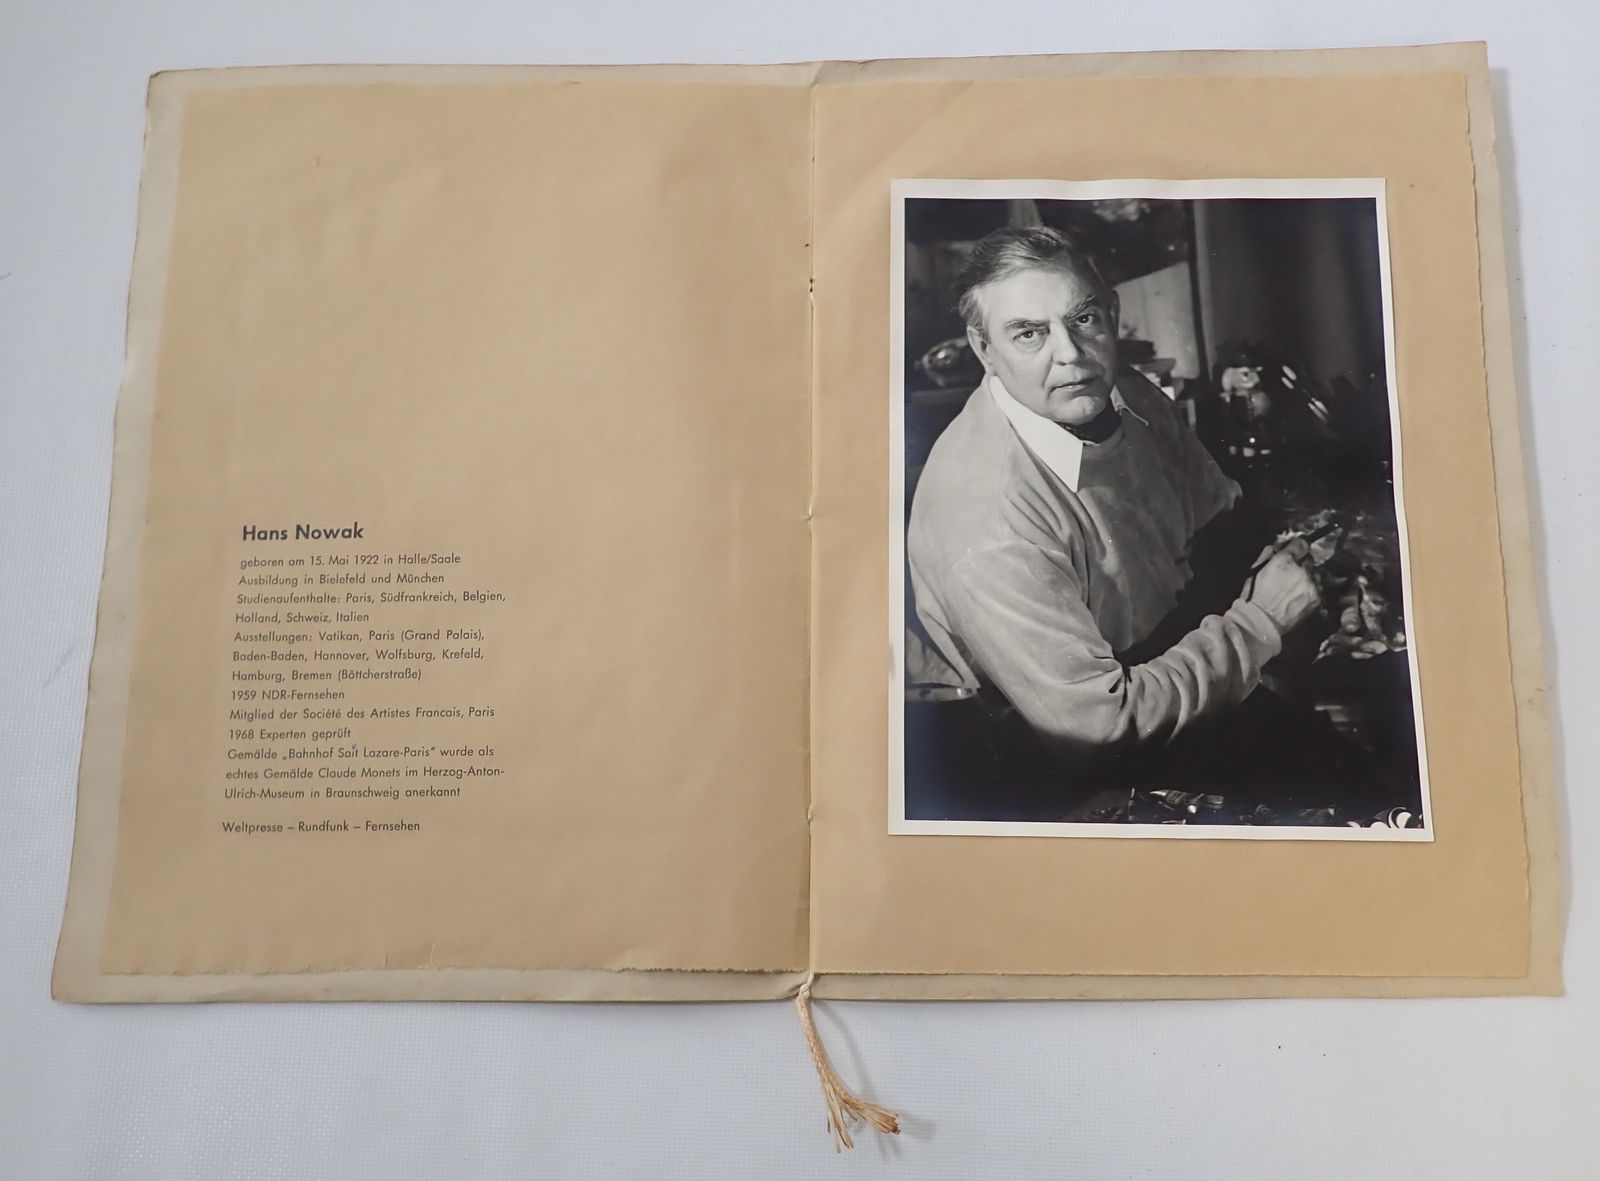 Hans Nowak
geboren am 15. Mai 1922 in Halle/Saale
Ausbildung in Bielefeld und München
Studienaufenthalte: Paris, Südfrankreich, Belgien,
Holland, Schweiz, Italien
Ausstellungen: Vatikan, Paris (Grand Palais),
Baden-Baden, Hannover, Wolfsburg, Krefeld,
Hamburg, Bremen (Böttcherstraße)
1959 NDR-Fernsehen
Mitglied der Société des Artistes Francais, Paris
1968 Experten geprüft
Gemälde „Bahnhof Sait Lazare-Paris" wurde als
echtes Gemälde Claude Monets im Herzog-Anton-
Ulrich-Museum in Braunschweig anerkannt
Weltpresse – Rundfunk – Fernsehen